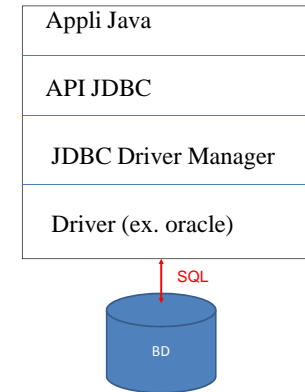 Appli Java
API JDBC
JDBC Driver Manager
Driver (ex. oracle)
SQL
BD